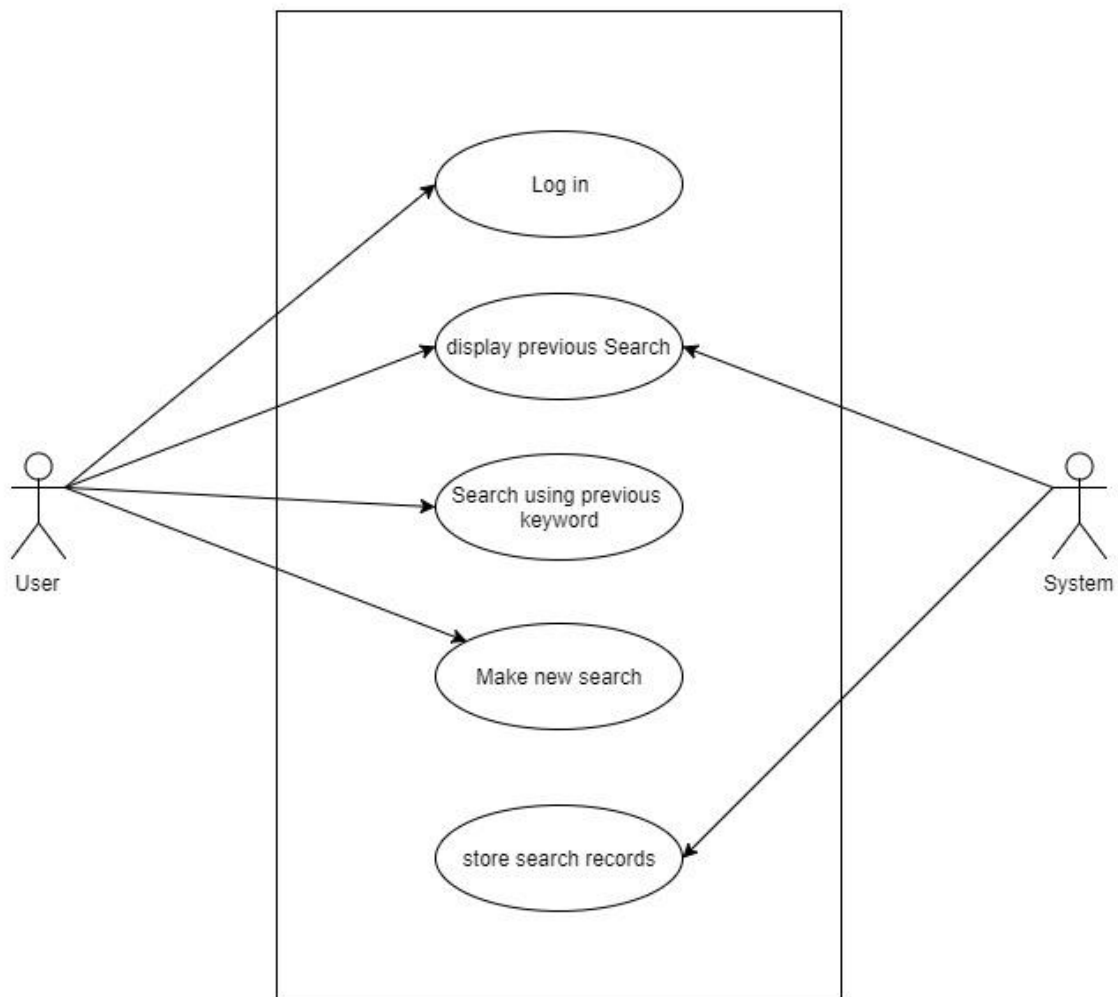 Log in
display previous Search
Search using previous
keyword
User
System
Make new search
store search records